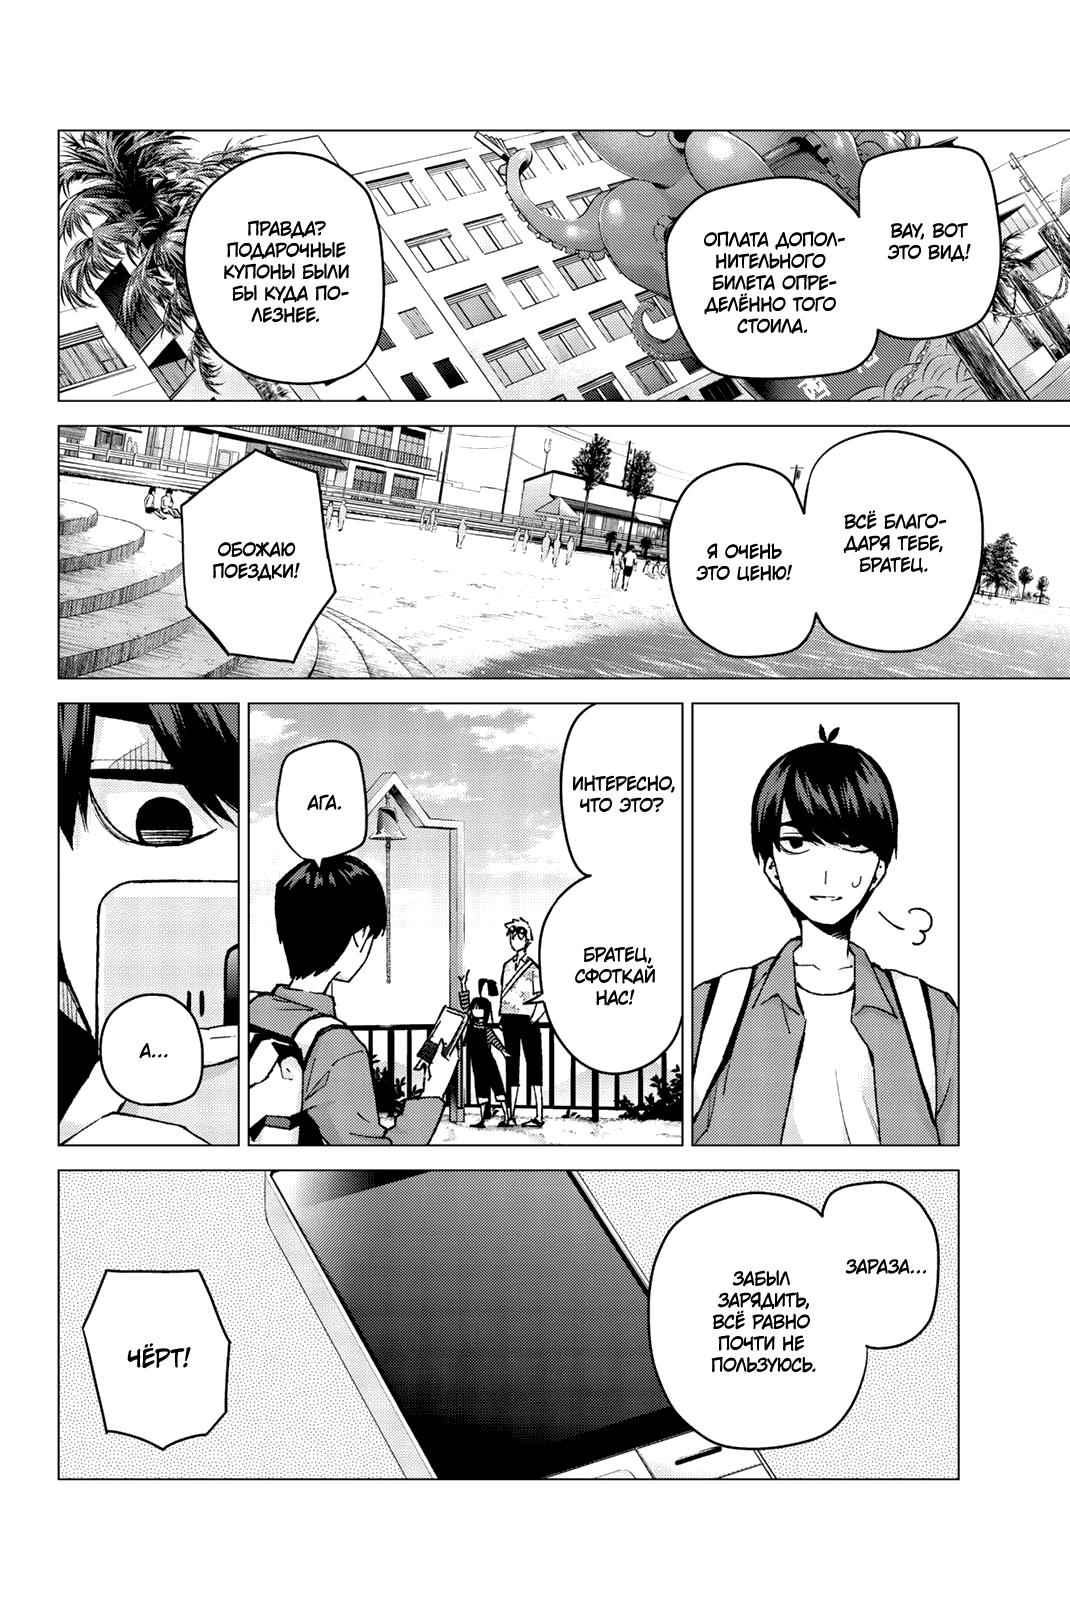 ВАУ, ВОТ
ЭТО ВИД!
ОПЛАТА ДОПОЛ-
НИТЕЛЬНОГО
БИЛЕТА ОПРЕ-
ДЕЛЁННО ТОГО
СТОИЛА.
ПРАВДА?
ПОДАРОЧНЫЕ
КУПОНЫ БЫЛИ
БЫ КУДА ПО-
ЛЕЗНЕЕ.
ВСЁ БЛАГО-
ДАРЯ ТЕБЕ,
БРАТЕЦ.
Я ОЧЕНЬ
ЭТО ЦЕНЮ!
ОБОЖАЮ
ПОЕЗДКИ!
ИНТЕРЕСНО,
ЧТО ЭТО?
БРАТЕЦ,
СФОТКАЙ
НАС!
АГА.
А...
ЗАРАЗА...
ЗАБЫЛ
ЗАРЯДИТЬ,
ВСЁ РАВНО
ПОЧТИ НЕ
ПОЛЬЗУЮСЬ.
ЧЁРТ!